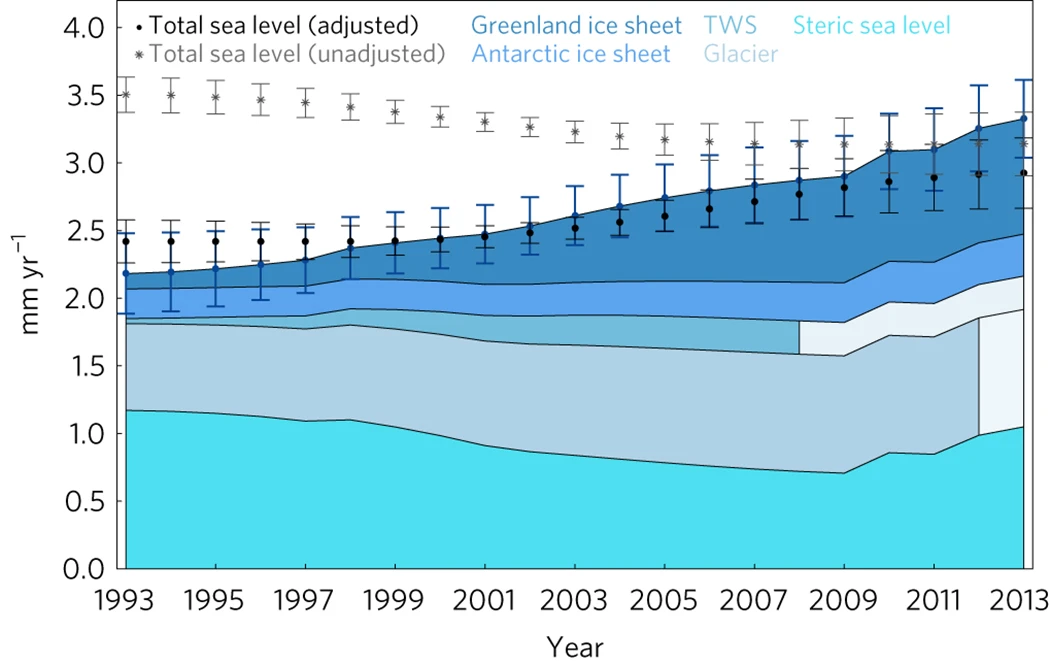 • Total sea level (adjusted) Greenland ice sheet TWS Steric sea level
* Total sea level (unadjusted) Antarctic ice sheet Glacier
4.0
3.5
3.0
2.5
2.0
1.5
1.0
0.5
0.0
mm yr⁻¹
1993 1995 1997 1999 2001 2003 2005 2007 2009 2011 2013
Year